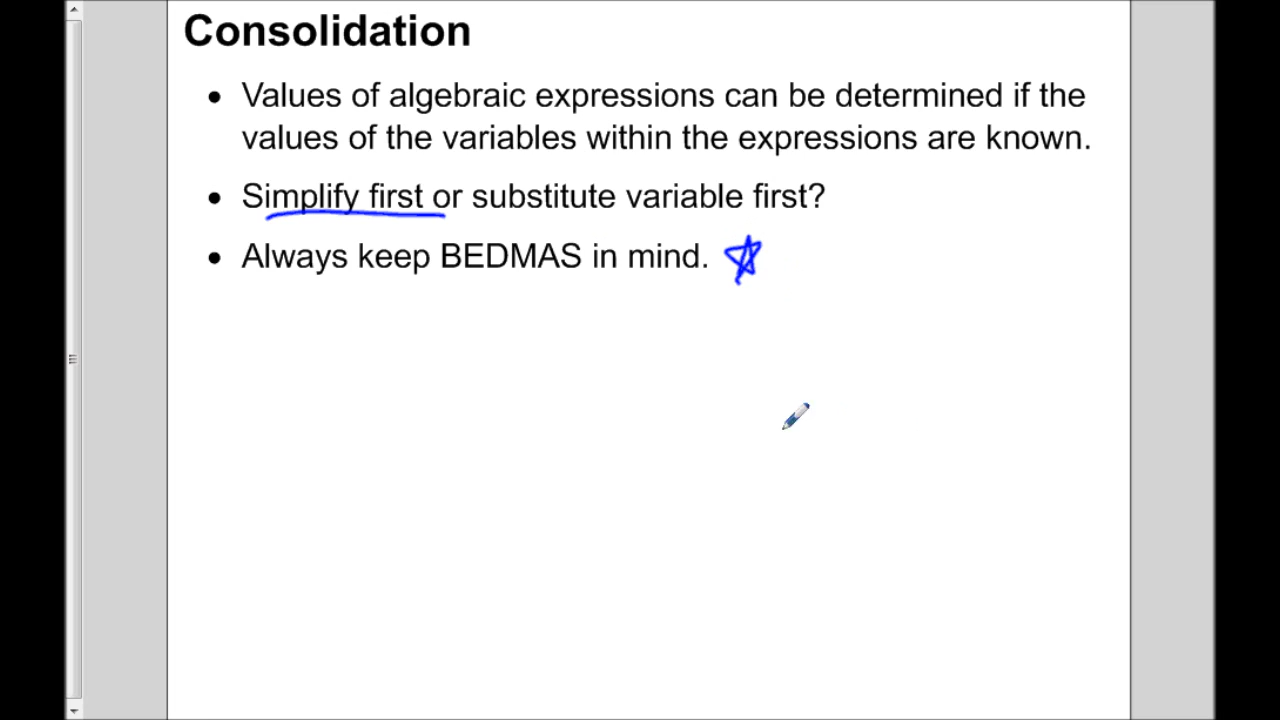 Consolidation
• Values of algebraic expressions can be determined if the
values of the variables within the expressions are known.
• Simplify first or substitute variable first?
• Always keep BEDMAS in mind.